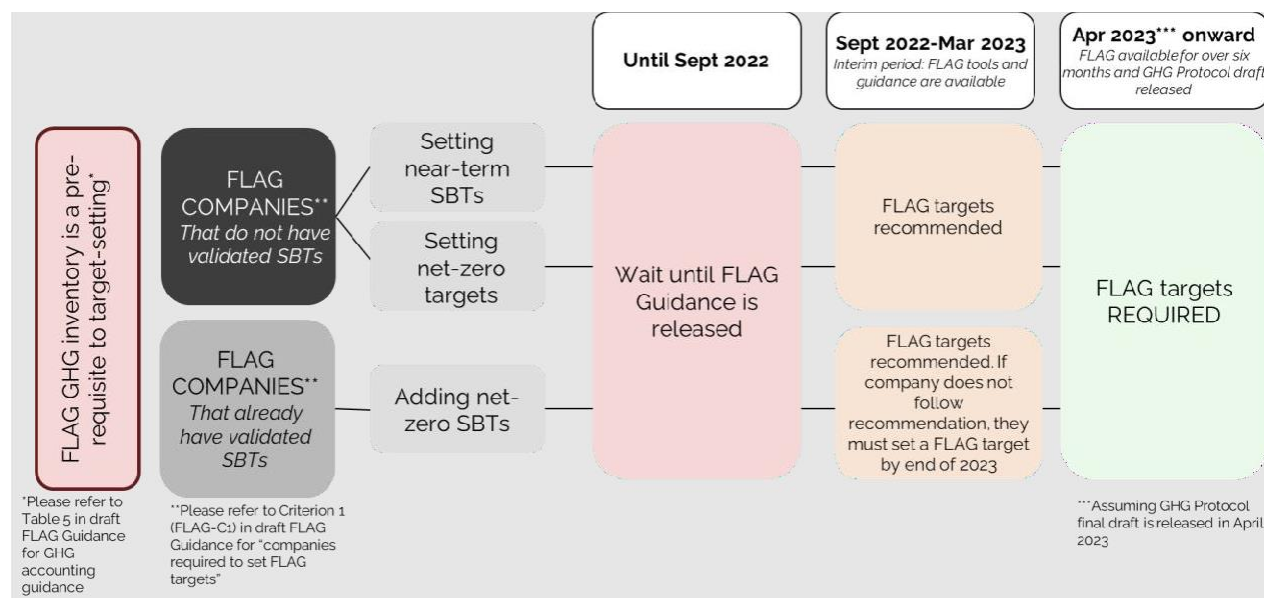 Until Sept 2022
Sept 2022-Mar 2023
Interim period: FLAG tools and
guidance are available
Apr 2023*** onward
FLAG available for over six
months and GHG Protocol draft
released
FLAG GHG inventory is a pre-
requisite to target-setting*
FLAG
COMPANIES**
That do not have
validated SBTs
Setting
near-term
SBTs
Setting
net-zero
targets
FLAG
COMPANIES**
That already
have validated
SBTs
Adding net-
zero SBTs
Wait until FLAG
Guidance is
released
FLAG targets
recommended
FLAG targets
recommended. If
company does not
follow
recommendation, they
must set a FLAG target
by end of 2023
FLAG targets
REQUIRED
*Please refer to
Table 5 in draft
FLAG Guidance
for GHG
accounting
guidance
**Please refer to Criterion 1
(FLAG-C1) in draft FLAG
Guidance for "companies
required to set FLAG
targets"
***Assuming GHG Protocol
final draft is released in April
2023